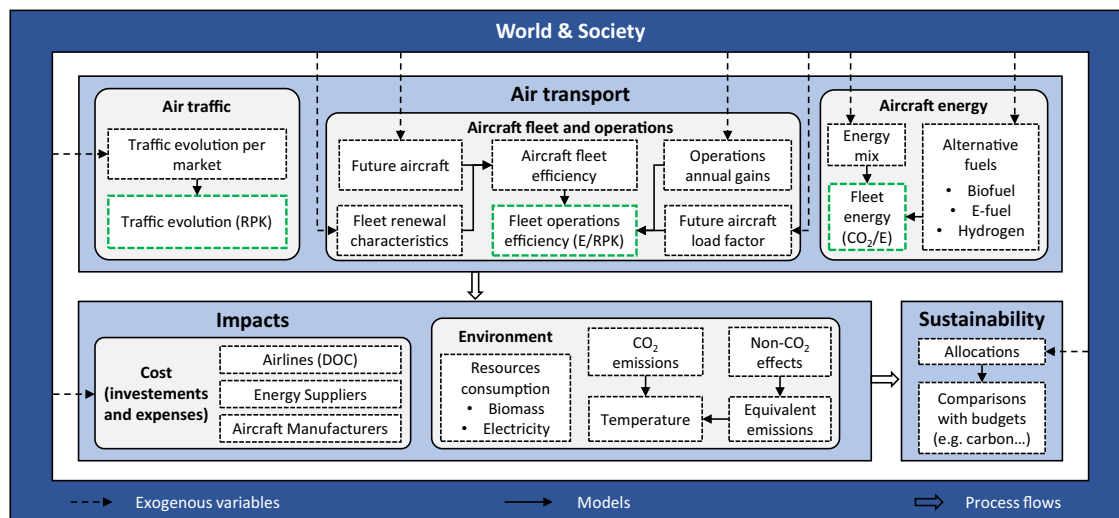 World & Society
Air transport
Air traffic
Traffic evolution per
market
Traffic evolution (RPK)
Aircraft fleet and operations
Future aircraft
Fleet renewal
characteristics
Aircraft fleet
efficiency
Fleet operations
efficiency (E/RPK)
Operations
annual gains
Future aircraft
load factor
Aircraft energy
Energy
mix
Fleet
energy
(CO₂/E)
Alternative
fuels
• Biofuel
• E-fuel
• Hydrogen
Impacts
Cost
(investements
and expenses)
Airlines (DOC)
Energy Suppliers
Aircraft Manufacturers
Environment
Resources
consumption
• Biomass
• Electricity
CO₂
emissions
Temperature
Non-CO₂
effects
Equivalent
emissions
Sustainability
Allocations
Comparisons
with budgets
(e.g. carbon...)
Exogenous variables
Models
Process flows